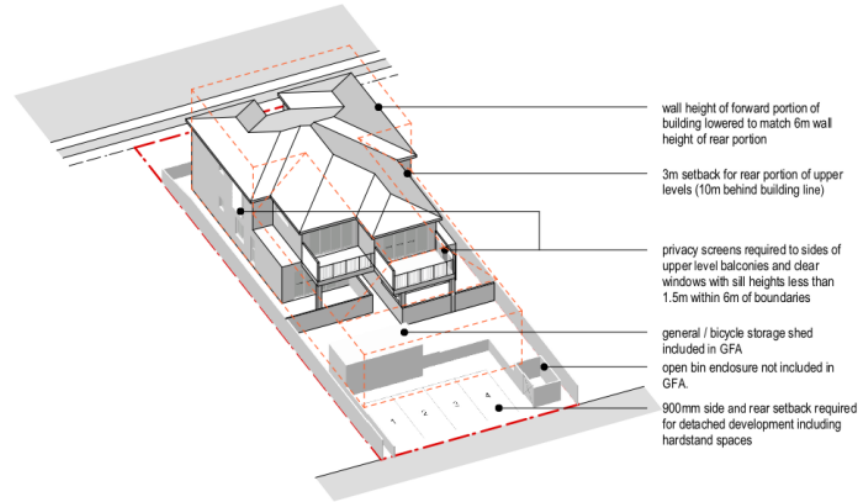 wall height of forward portion of
building lowered to match 6m wall
height of rear portion
3m setback for rear portion of upper
levels (10m behind building line)
privacy screens required to sides of
upper level balconies and clear
windows with sill heights less than
1.5m within 6m of boundaries
general / bicycle storage shed
included in GFA
open bin enclosure not included in
GFA.
900mm side and rear setback required
for detached development including
hardstand spaces
1
2
3
4